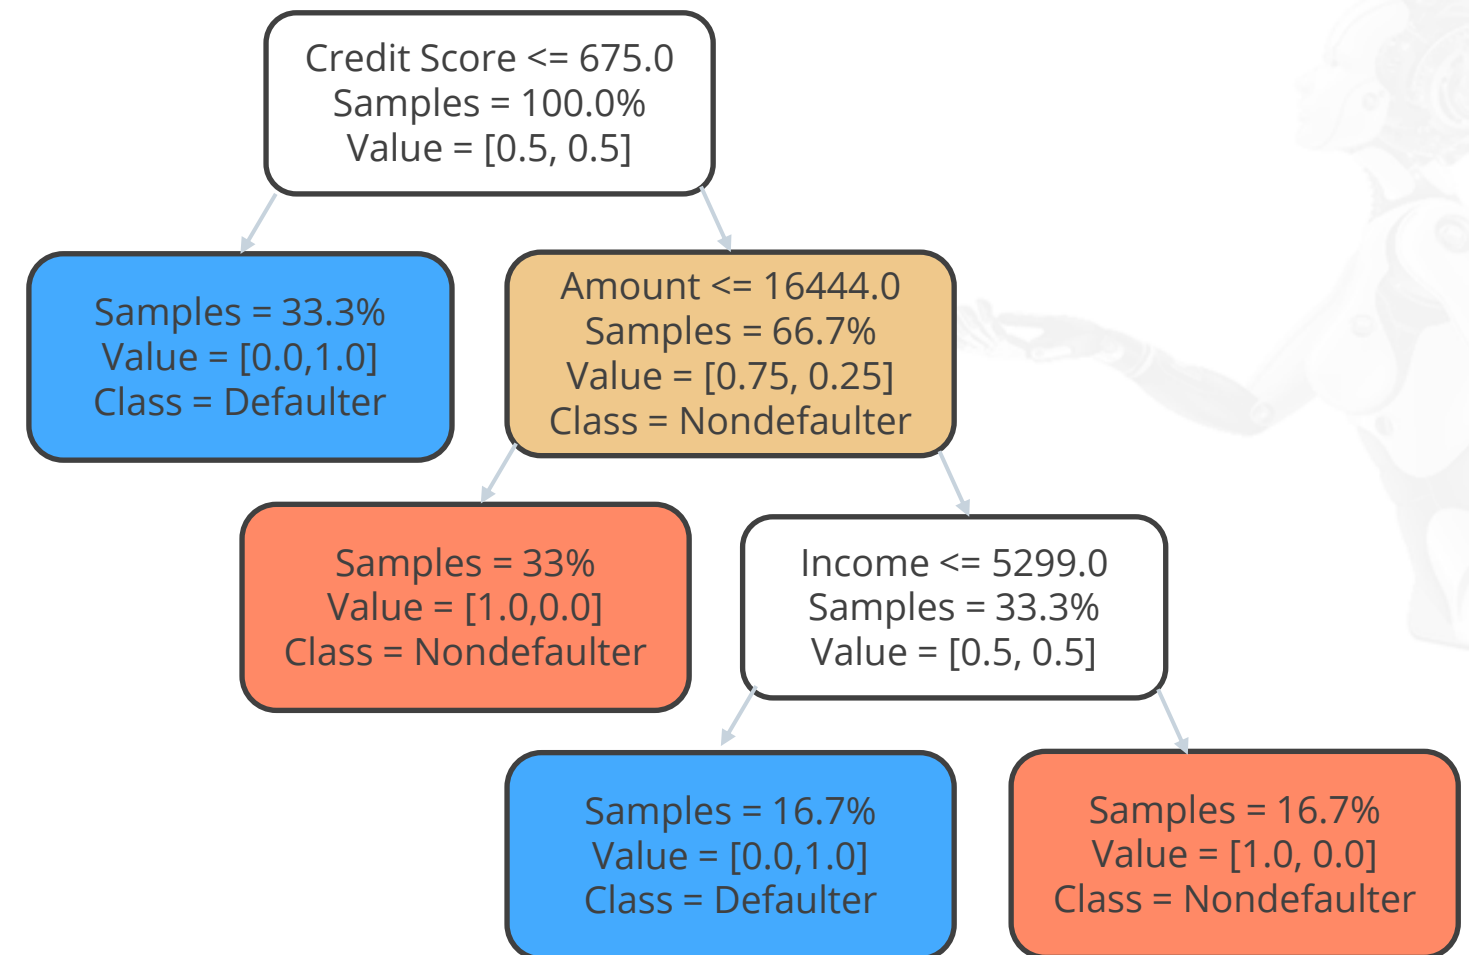 Credit Score <= 675.0
Samples = 100.0%
Value = [0.5, 0.5]
Samples = 33.3%
Value = [0.0,1.0]
Class = Defaulter
Amount <= 16444.0
Samples = 66.7%
Value = [0.75, 0.25]
Class = Nondefaulter
Samples = 33%
Value = [1.0,0.0]
Class = Nondefaulter
Income <= 5299.0
Samples = 33.3%
Value = [0.5, 0.5]
Samples = 16.7%
Value = [0.0,1.0]
Class = Defaulter
Samples = 16.7%
Value = [1.0, 0.0]
Class = Nondefaulter